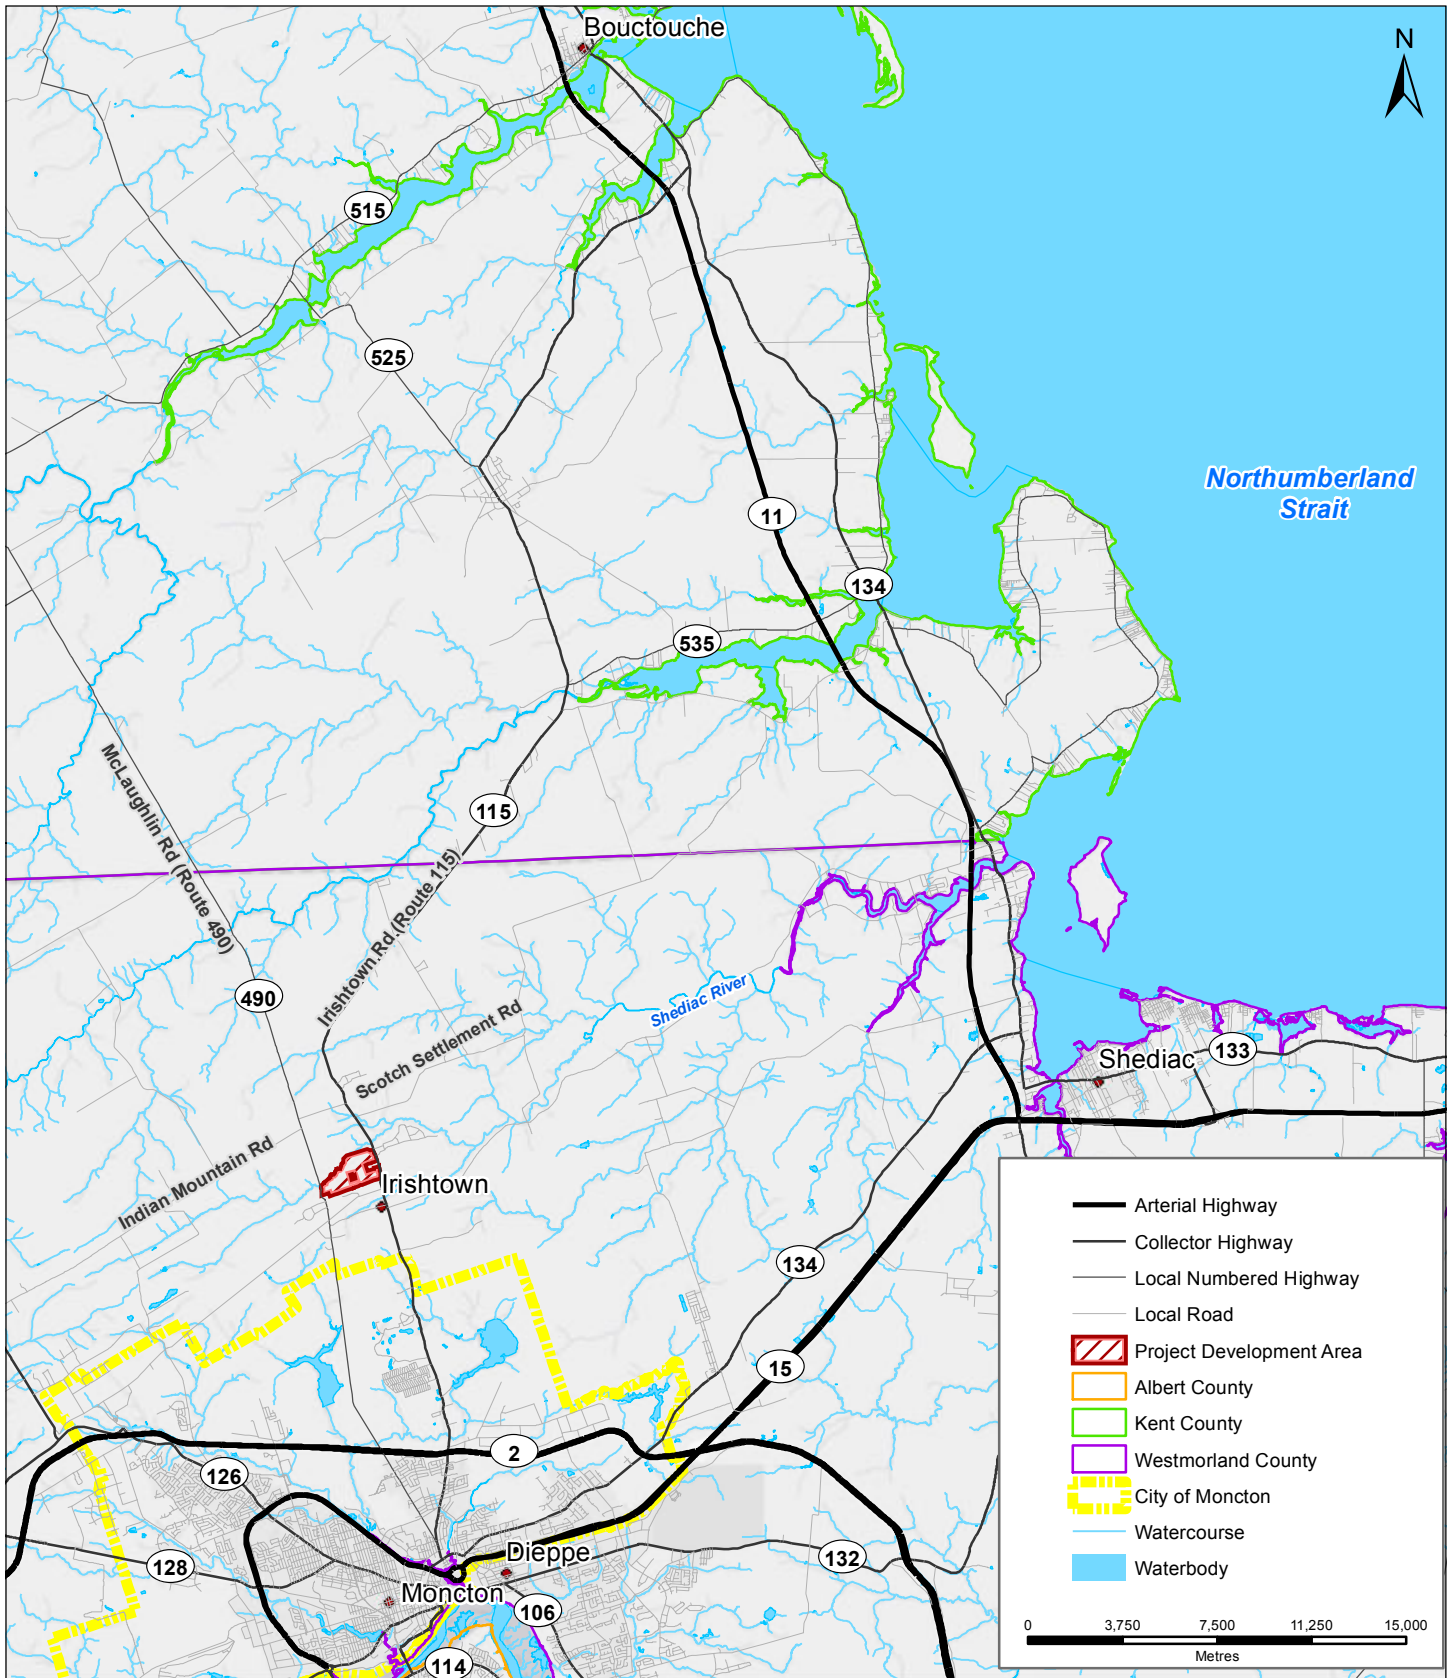 Bouctouche
N
515
525
Northumberland
Strait
11
134
535
McLaughlin Rd (Route 490)
115
Irishtown Rd (Route 115)
490
Shediac River
Scotch Settlement Rd
Shediac
133
Indian Mountain Rd
Irishtown
134
15
2
126
128
Dieppe
132
Moncton
106
114
Arterial Highway
Collector Highway
Local Numbered Highway
Local Road
Project Development Area
Albert County
Kent County
Westmorland County
City of Moncton
Watercourse
Waterbody
0 3,750 7,500 11,250 15,000
Metres